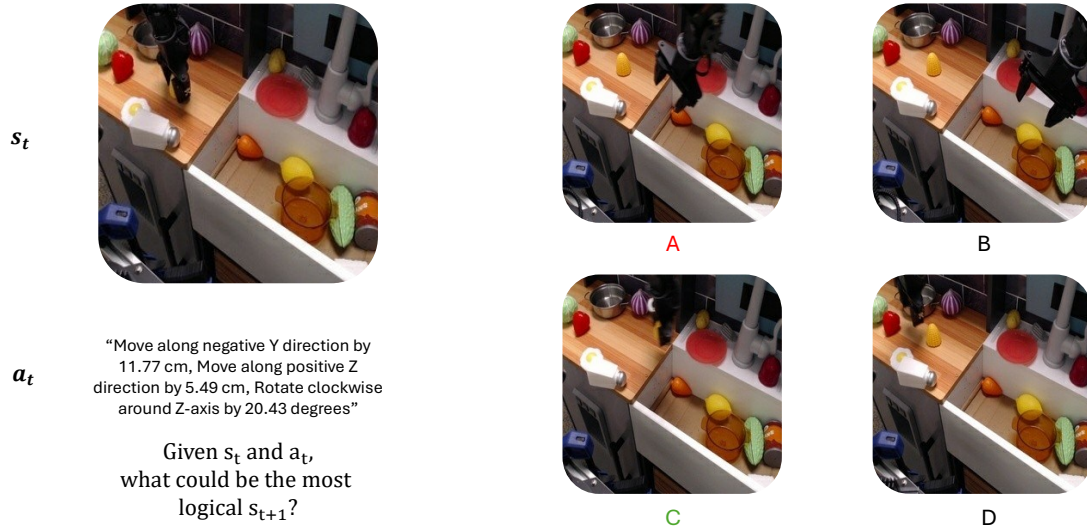 s_t
A
B
a_t
“Move along negative Y direction by
11.77 cm, Move along positive Z
direction by 5.49 cm, Rotate clockwise
around Z-axis by 20.43 degrees”
Given s_t and a_t,
what could be the most
logical s_{t+1}?
C
D